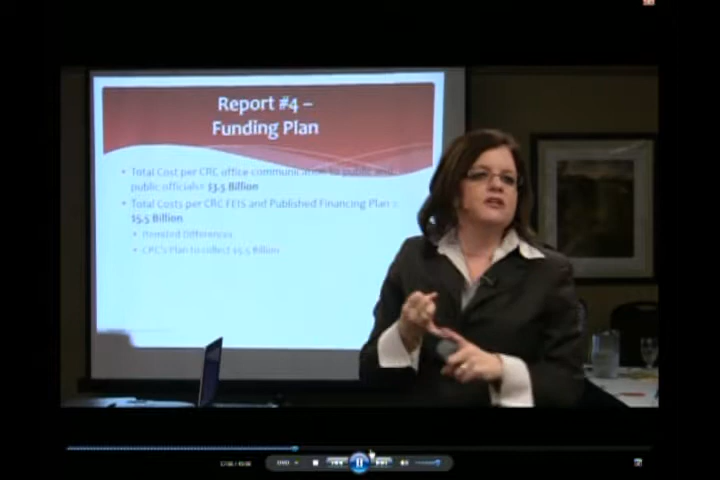 Report #4 –
Funding Plan
• Total Cost per CRC office communication to public and
public officials= $3.5 Billion
• Total Costs per CRC FEIS and Published Financing Plan =
15.5 Billion
• Itemized Differences
• CRC's Plan to collect $5.5 Billion
DVD